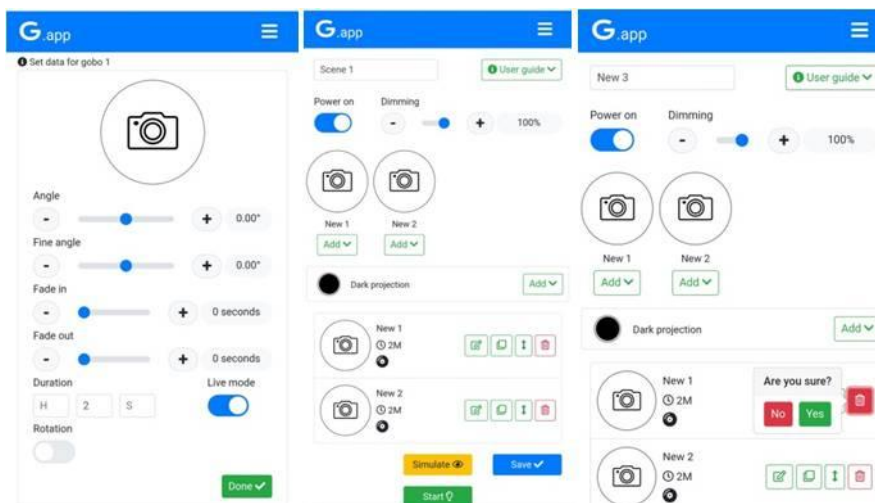 G.app
Set data for gobo 1
Angle
- + 0.00°
Fine angle
- + 0.00°
Fade in
- + 0 seconds
Fade out
- + 0 seconds
Duration Live mode
H 2 S
Rotation
Done
G.app
Scene 1 User guide
Power on Dimming
- + 100%
New 1 New 2
Add Add
Dark projection Add
New 1
2M
New 2
2M
Simulate Save
Start
G.app
New 3 User guide
Power on Dimming
- + 100%
New 1 New 2
Add Add
Dark projection Add
New 1 Are you sure?
2M No Yes
New 2
2M